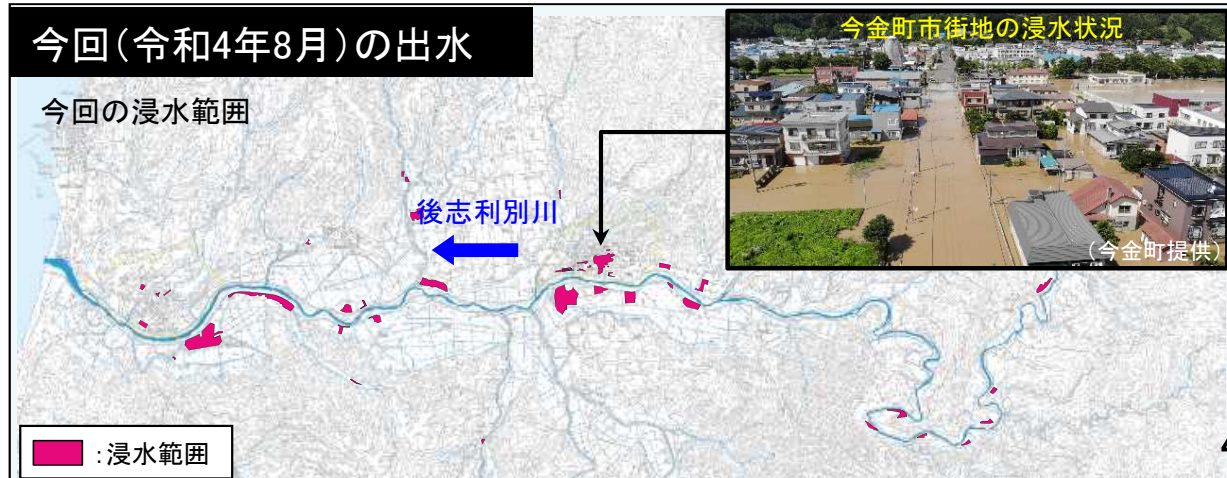 今回(令和4年8月)の出水
今金町市街地の浸水状況
今回の浸水範囲
後志利別川
(今金町提供)
:浸水範囲